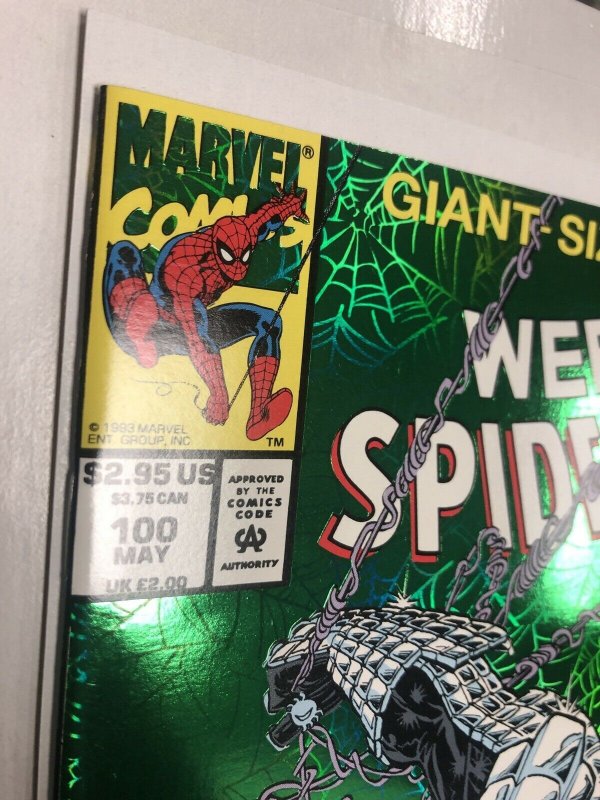 MARVEL®
COMICS
© 1993 MARVEL
ENT. GROUP, INC.
TM
$2.95 US
$3.75 CAN
100
MAY
UK £2.00
APPROVED
BY THE
COMICS
CODE
CA
AUTHORITY
GIANT-SI
WE
SPID